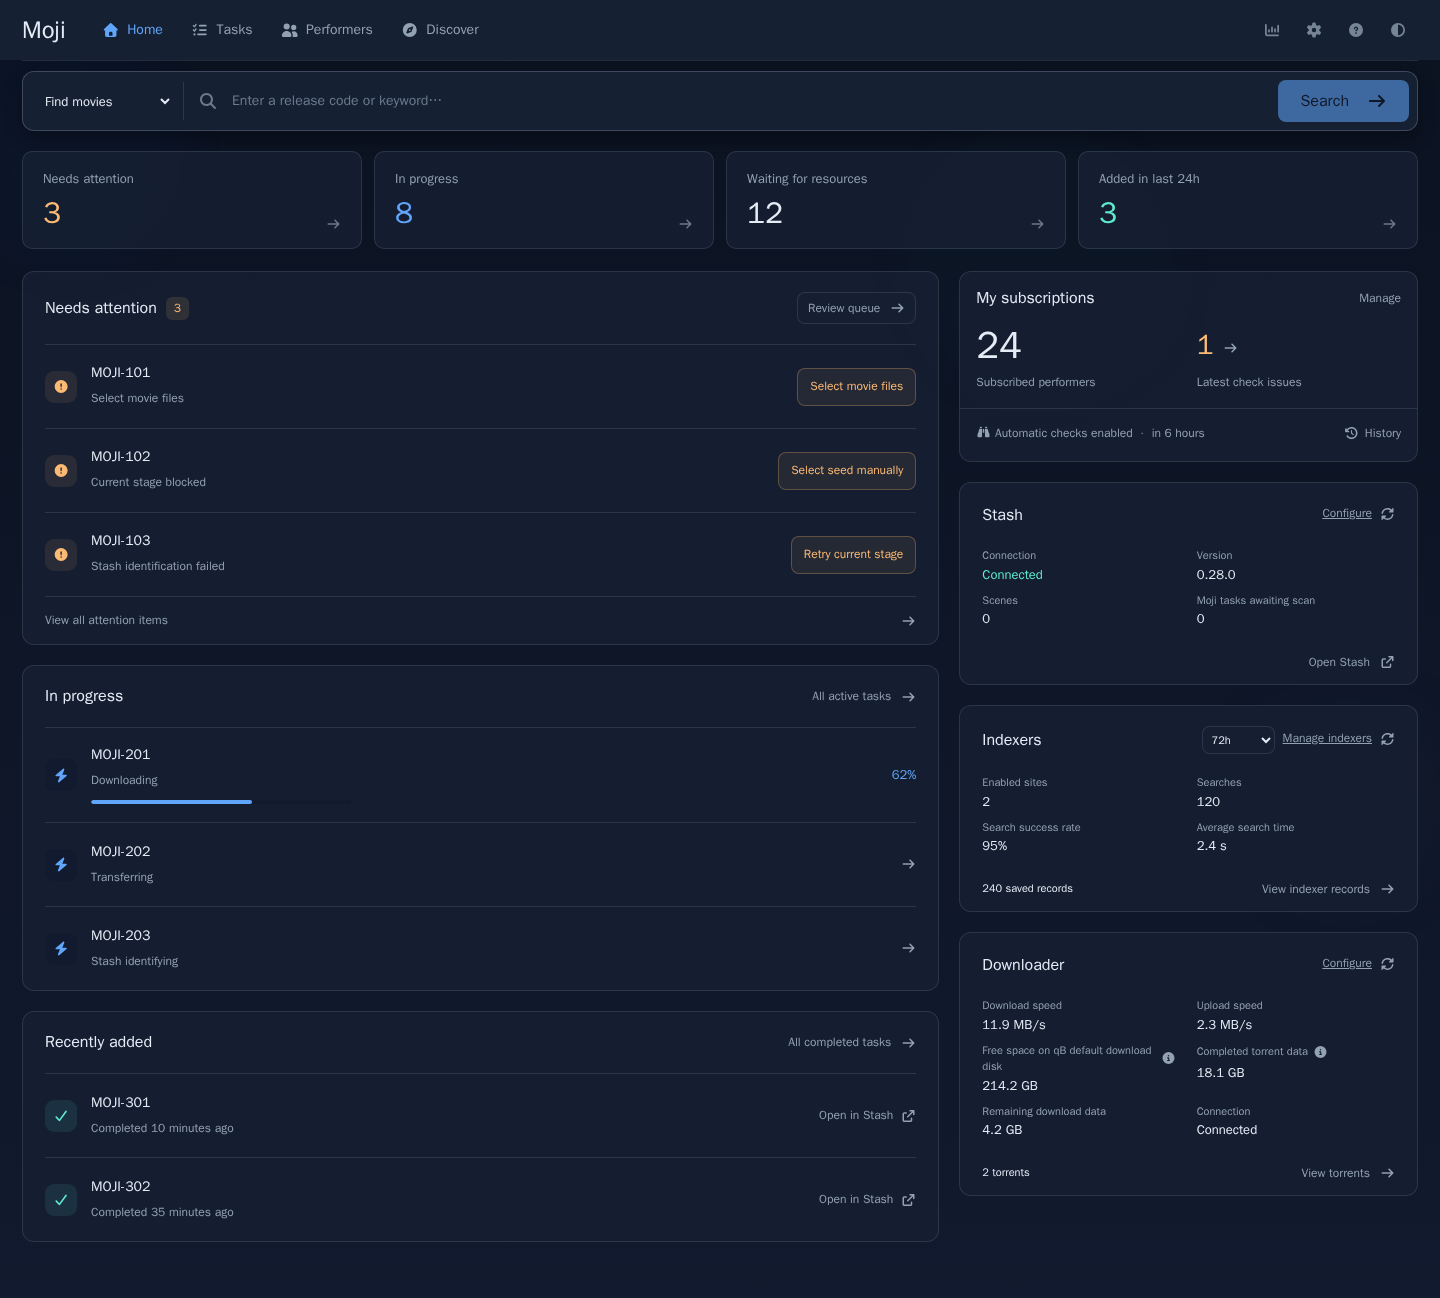 Moji
Home
Tasks
Performers
Discover
Find movies
Enter a release code or keyword···
Search
Needs attention
3
In progress
8
Waiting for resources
12
Added in last 24h
3
Needs attention 3
Review queue
MOJI-101
Select movie files
Select movie files
MOJI-102
Current stage blocked
Select seed manually
MOJI-103
Stash identification failed
Retry current stage
View all attention items
In progress
All active tasks
MOJI-201
Downloading
62%
MOJI-202
Transferring
MOJI-203
Stash identifying
Recently added
All completed tasks
MOJI-301
Completed 10 minutes ago
Open in Stash
MOJI-302
Completed 35 minutes ago
Open in Stash
My subscriptions
Manage
24
Subscribed performers
1
Latest check issues
Automatic checks enabled · in 6 hours
History
Stash
Configure
Connection
Connected
Version
0.28.0
Scenes
0
Moji tasks awaiting scan
0
Open Stash
Indexers
72h
Manage indexers
Enabled sites
2
Searches
120
Search success rate
95%
Average search time
2.4 s
240 saved records
View indexer records
Downloader
Configure
Download speed
11.9 MB/s
Upload speed
2.3 MB/s
Free space on qB default download
disk
214.2 GB
Completed torrent data
18.1 GB
Remaining download data
4.2 GB
Connection
Connected
2 torrents
View torrents